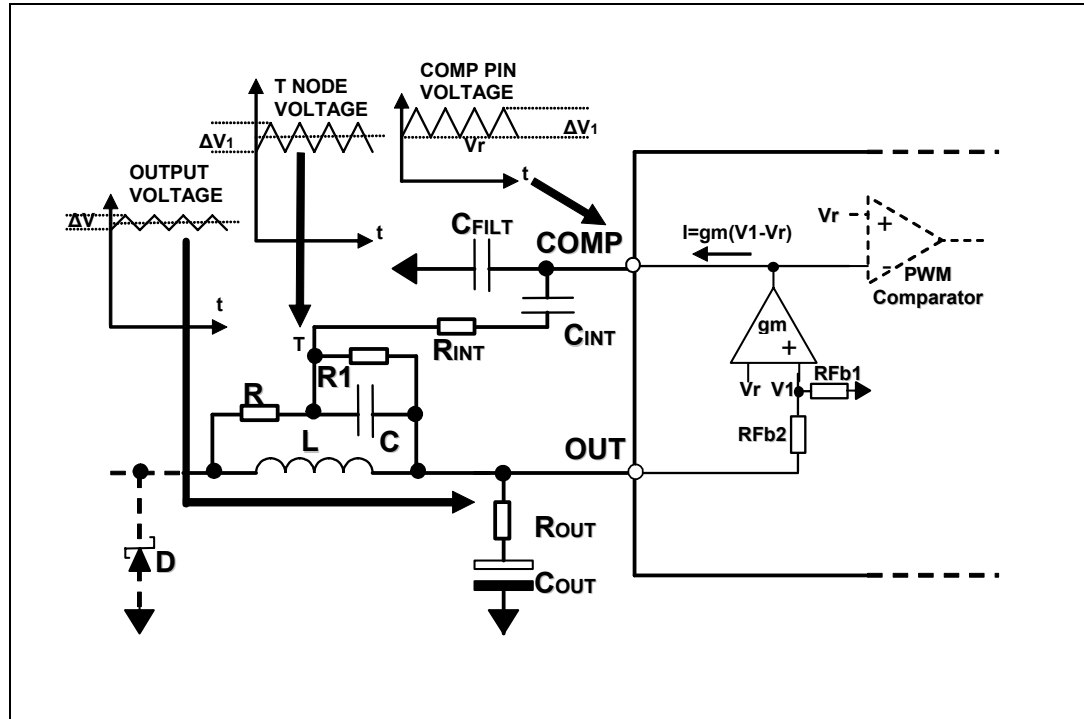 COMP PIN
VOLTAGE
T NODE
VOLTAGE
ΔV1
Vr
ΔV1
t
OUTPUT
VOLTAGE
ΔV
t
t
CFILT
COMP
I=gm(V1-Vr)
Vr
+
−
PWM
Comparator
CINT
RINT
T
R1
gm
+
Vr
V1
RFb1
R
L
C
RFb2
OUT
ROUT
D
COUT